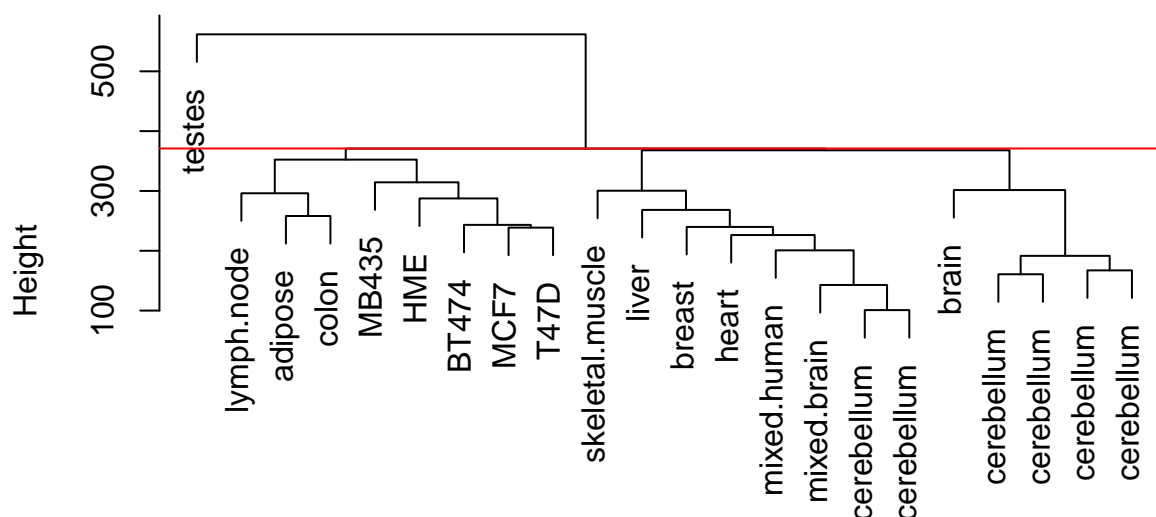 Height
500
300
100
testes
lymph.node
adipose
colon
MB435
HME
BT474
MCF7
T47D
skeletal.muscle
liver
breast
heart
mixed.human
mixed.brain
cerebellum
cerebellum
brain
cerebellum
cerebellum
cerebellum
cerebellum